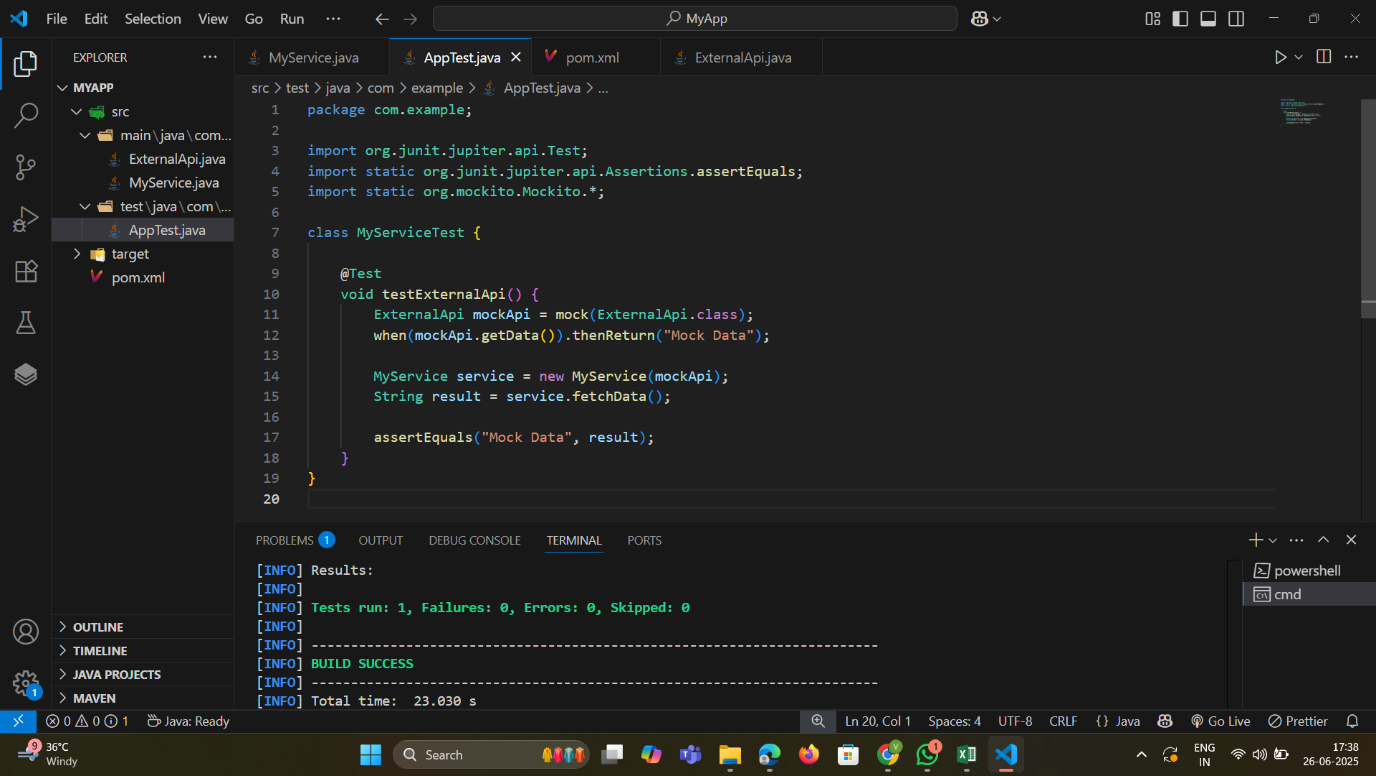 File Edit Selection View Go Run ... MyApp
EXPLORER ...
MyService.java AppTest.java pom.xml ExternalApi.java
MYAPP
src
main\java\com...
ExternalApi.java
MyService.java
test\java\com\...
AppTest.java
target
pom.xml
OUTLINE
TIMELINE
JAVA PROJECTS
MAVEN
src > test > java > com > example > AppTest.java > ...
1 package com.example;
2
3 import org.junit.jupiter.api.Test;
4 import static org.junit.jupiter.api.Assertions.assertEquals;
5 import static org.mockito.Mockito.*;
6
7 class MyServiceTest {
8
9 @Test
10 void testExternalApi() {
11 ExternalApi mockApi = mock(ExternalApi.class);
12 when(mockApi.getData()).thenReturn("Mock Data");
13
14 MyService service = new MyService(mockApi);
15 String result = service.fetchData();
16
17 assertEquals("Mock Data", result);
18 }
19 }
20
PROBLEMS 1 OUTPUT DEBUG CONSOLE TERMINAL PORTS
[INFO] Results:
[INFO]
[INFO] Tests run: 1, Failures: 0, Errors: 0, Skipped: 0
[INFO]
[INFO] ------------------------------------------------------------------------
[INFO] BUILD SUCCESS
[INFO] ------------------------------------------------------------------------
[INFO] Total time:  23.030 s
powershell
cmd
1
0 0 1 Java: Ready Ln 20, Col 1 Spaces: 4 UTF-8 CRLF {} Java Go Live Prettier
9 36°C
Windy
Search
1
ENG
IN
17:38
26-06-2025